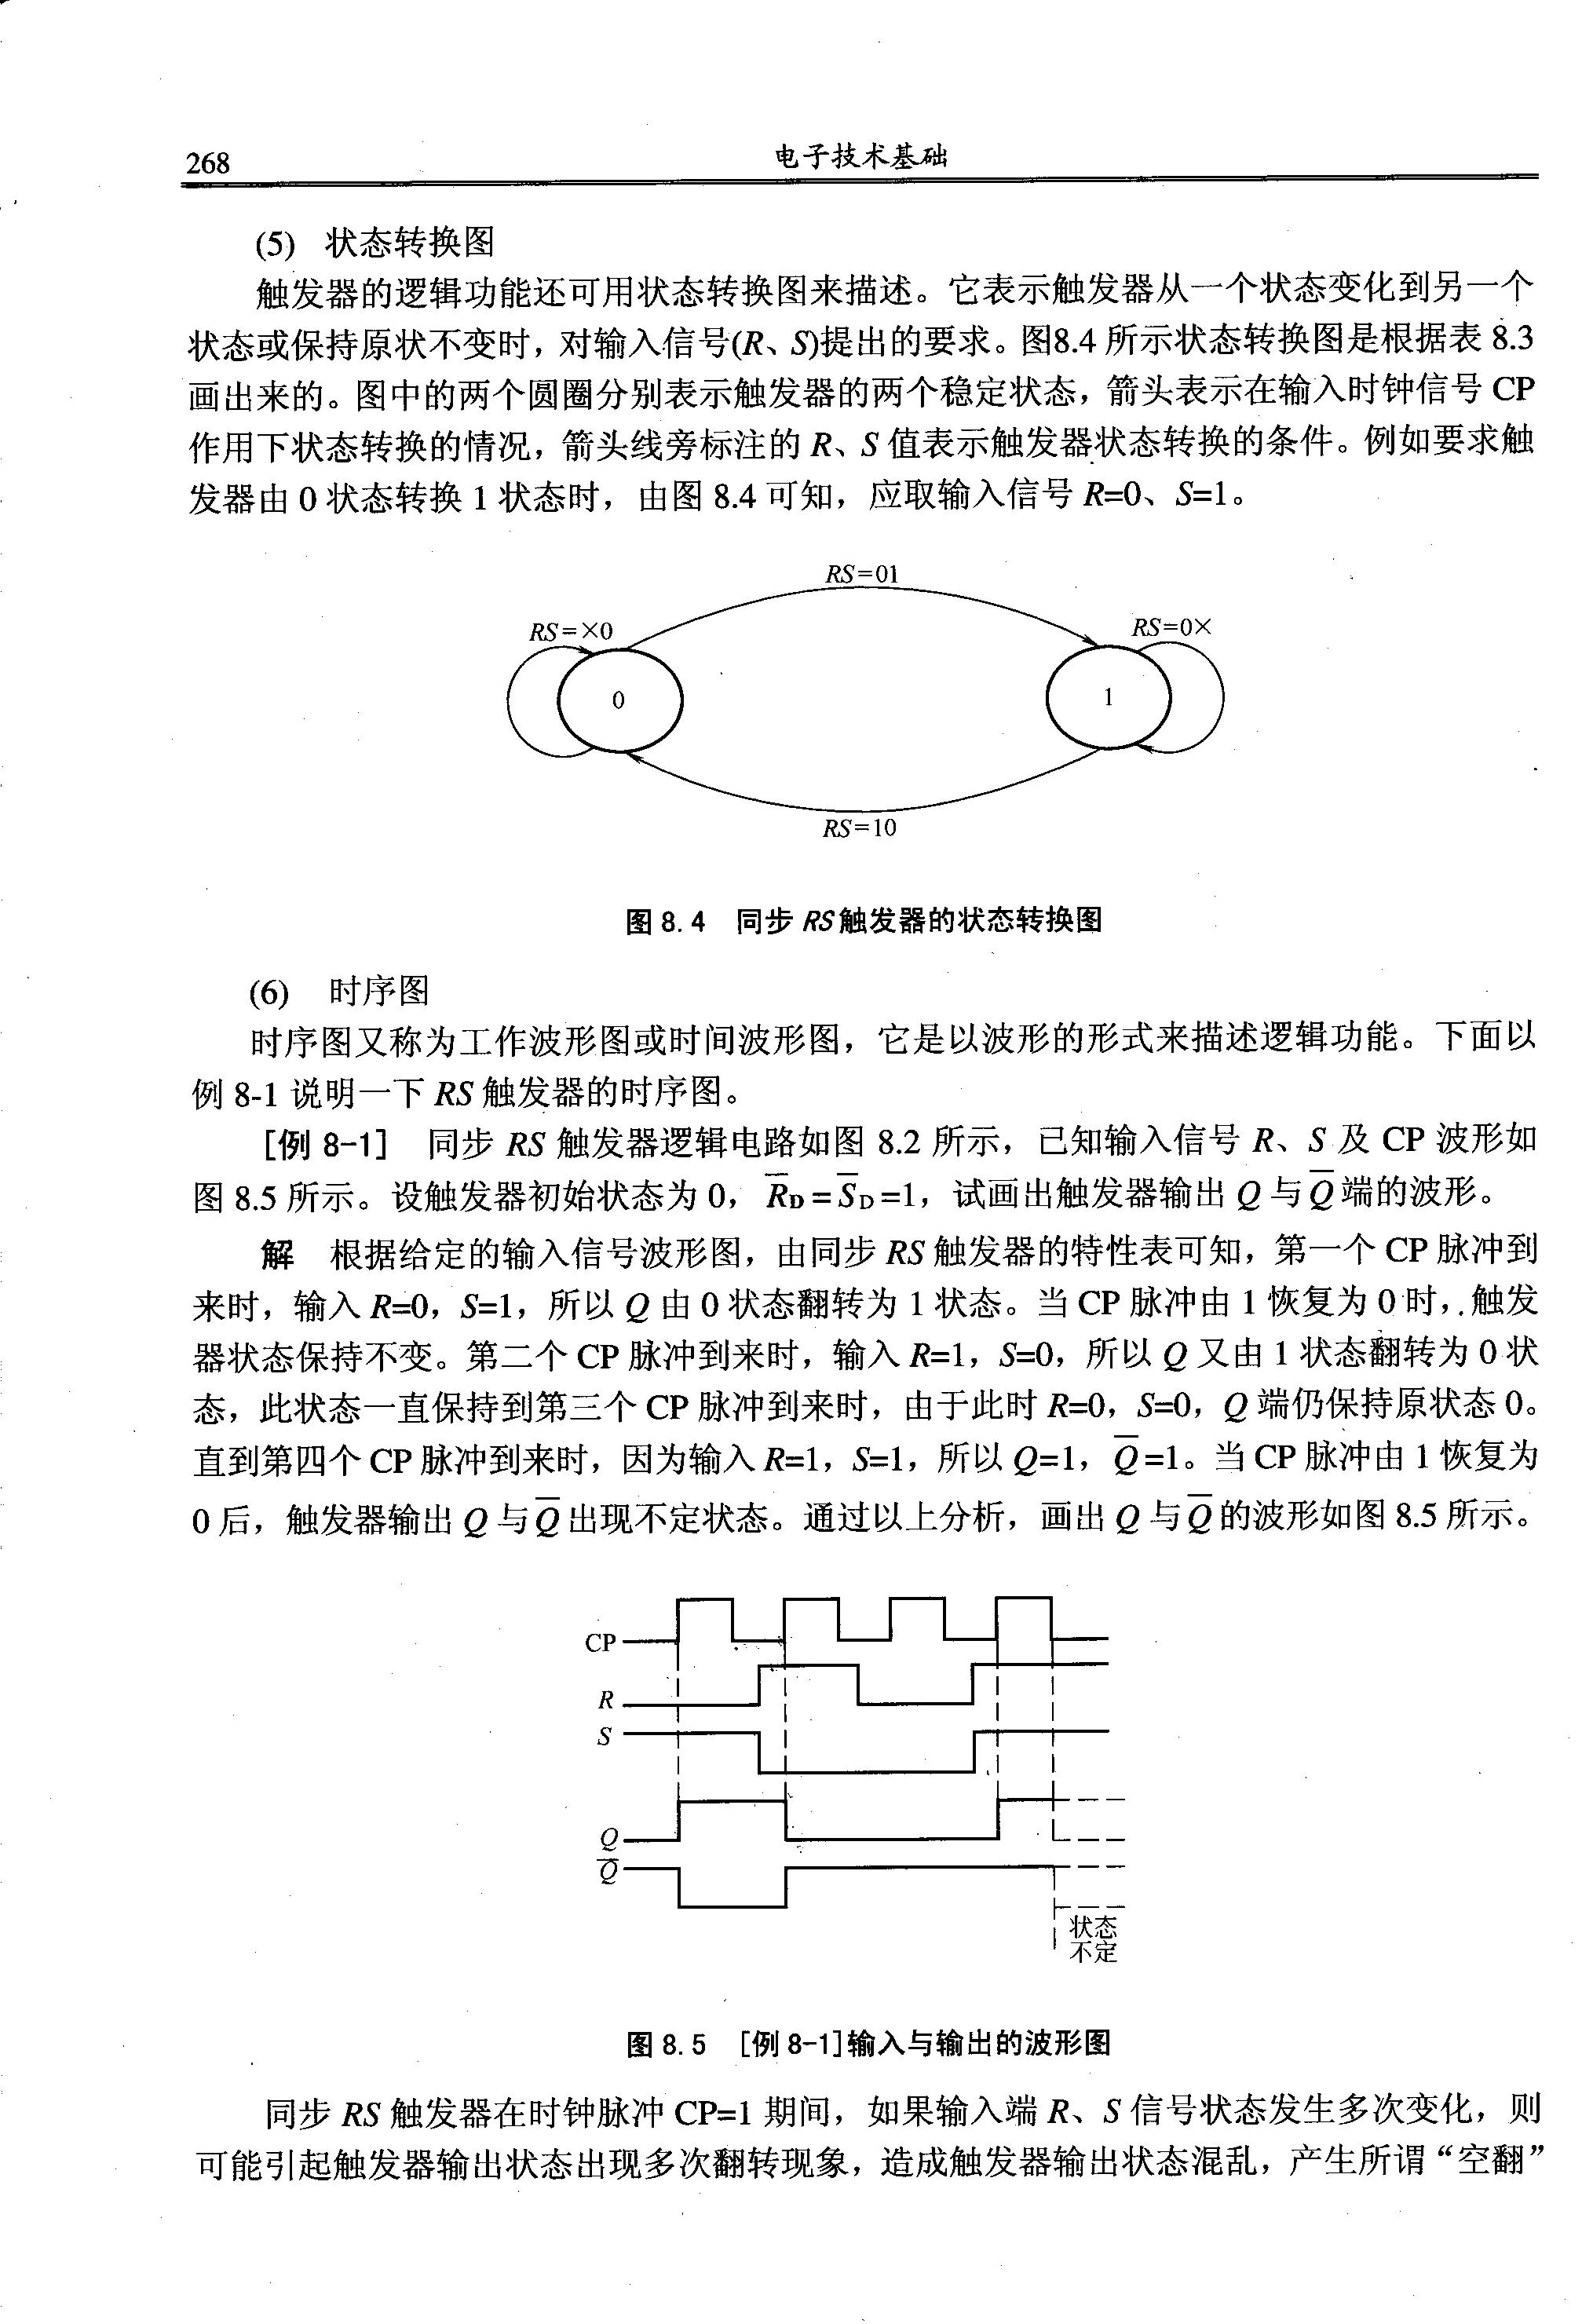 268
电子技术基础
(5) 状态转换图
触发器的逻辑功能还可用状态转换图来描述。它表示触发器从一个状态变化到另一个
状态或保持原状不变时，对输入信号(R、S)提出的要求。图8.4 所示状态转换图是根据表 8.3
画出来的。图中的两个圆圈分别表示触发器的两个稳定状态，箭头表示在输入时钟信号 CP
作用下状态转换的情况，箭头线旁标注的 R、S 值表示触发器状态转换的条件。例如要求触
发器由 0 状态转换 1 状态时，由图 8.4 可知，应取输入信号 R=0、S=1。
RS=01
RS=×0
RS=0×
0
1
RS=10
图 8.4 同步 RS触发器的状态转换图
(6) 时序图
时序图又称为工作波形图或时间波形图，它是以波形的形式来描述逻辑功能。下面以
例 8-1 说明一下 RS 触发器的时序图。
[例 8-1] 同步 RS 触发器逻辑电路如图 8.2 所示，已知输入信号 R、S 及 CP 波形如
图 8.5 所示。设触发器初始状态为 0，R̅D=S̅D=1，试画出触发器输出 Q 与Q̅端的波形。
解 根据给定的输入信号波形图，由同步 RS 触发器的特性表可知，第一个 CP 脉冲到
来时，输入 R=0，S=1，所以 Q 由 0 状态翻转为 1 状态。当 CP 脉冲由 1 恢复为 0 时，触发
器状态保持不变。第二个 CP 脉冲到来时，输入 R=1，S=0，所以 Q 又由 1 状态翻转为 0 状
态，此状态一直保持到第三个 CP 脉冲到来时，由于此时 R=0，S=0，Q 端仍保持原状态 0。
直到第四个 CP 脉冲到来时，因为输入 R=1，S=1，所以 Q=1，Q̅=1。当 CP 脉冲由 1 恢复为
0 后，触发器输出 Q 与Q̅出现不定状态。通过以上分析，画出 Q 与Q̅的波形如图 8.5 所示。
CP
R
S
Q
Q̅
状态
不定
图 8.5 [例 8-1]输入与输出的波形图
同步 RS 触发器在时钟脉冲 CP=1 期间，如果输入端 R、S 信号状态发生多次变化，则
可能引起触发器输出状态出现多次翻转现象，造成触发器输出状态混乱，产生所谓“空翻”